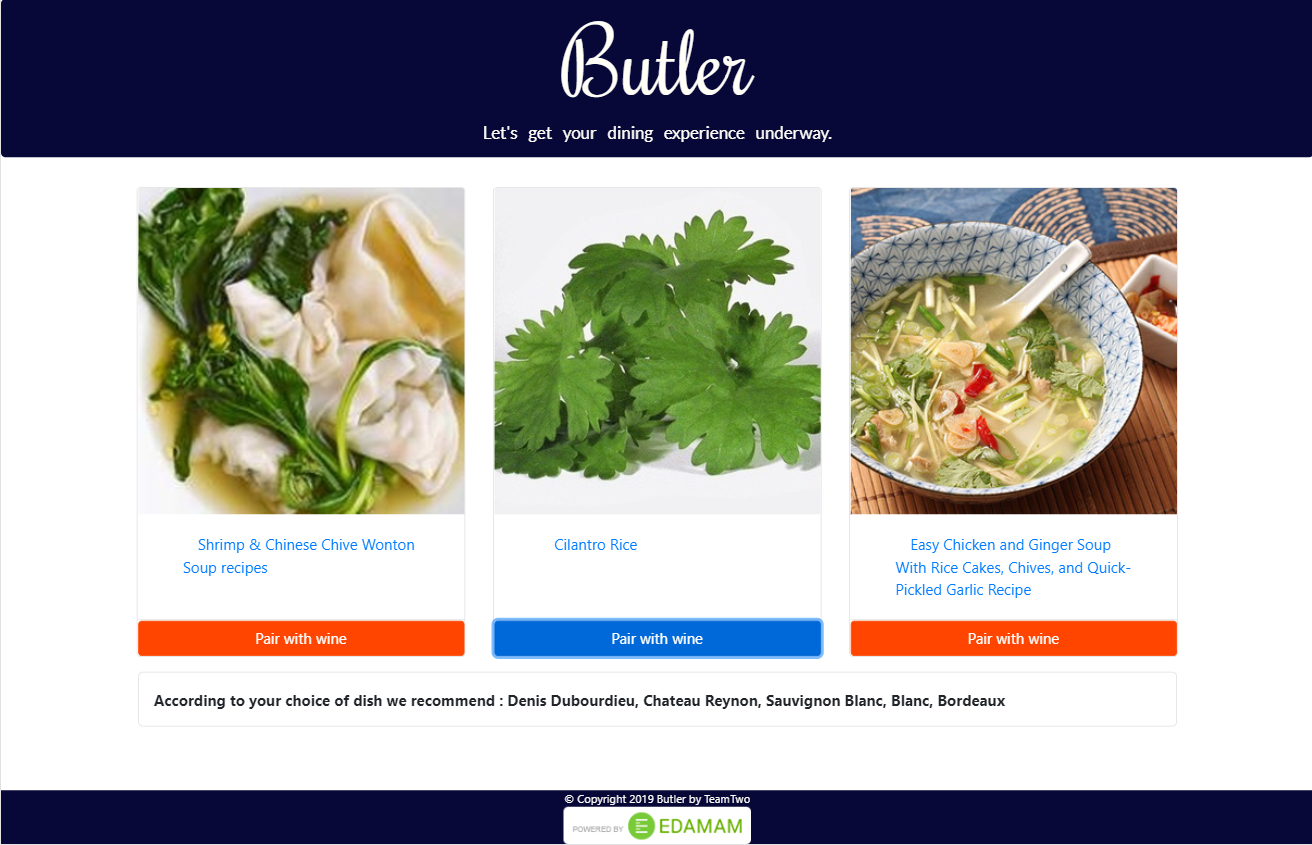 Butler
Let's get your dining experience underway.
Shrimp & Chinese Chive Wonton
Soup recipes
Cilantro Rice
Easy Chicken and Ginger Soup
With Rice Cakes, Chives, and Quick-
Pickled Garlic Recipe
Pair with wine
Pair with wine
Pair with wine
According to your choice of dish we recommend : Denis Dubourdieu, Chateau Reynon, Sauvignon Blanc, Blanc, Bordeaux
© Copyright 2019 Butler by TeamTwo
POWERED BY EDAMAM